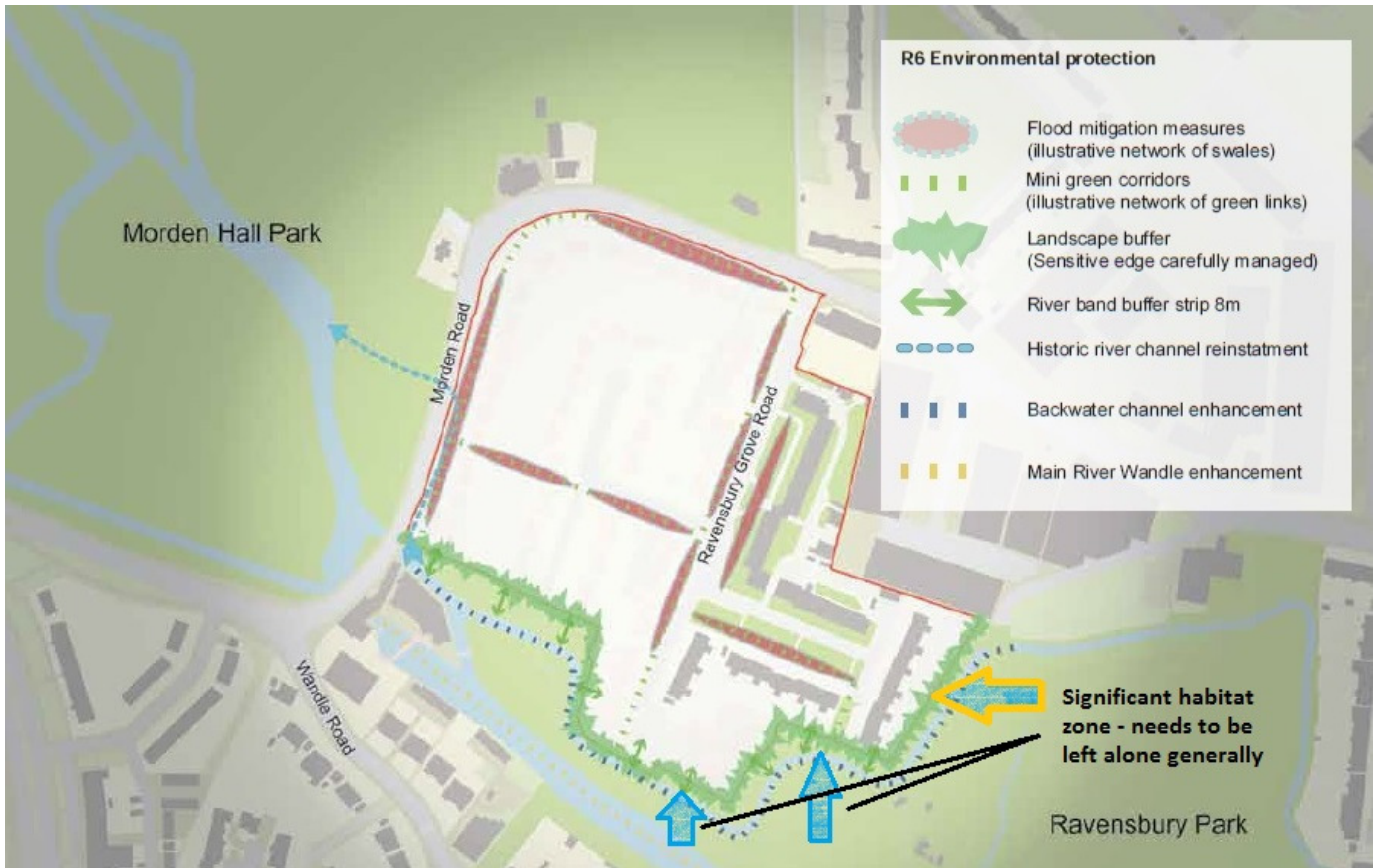 R6 Environmental protection
Flood mitigation measures
(illustrative network of swales)
Mini green corridors
(illustrative network of green links)
Landscape buffer
(Sensitive edge carefully managed)
River band buffer strip 8m
Historic river channel reinstatment
Backwater channel enhancement
Main River Wandle enhancement
Morden Hall Park
Morden Road
Ravensbury Grove Road
Wandle Road
Significant habitat
zone - needs to be
left alone generally
Ravensbury Park